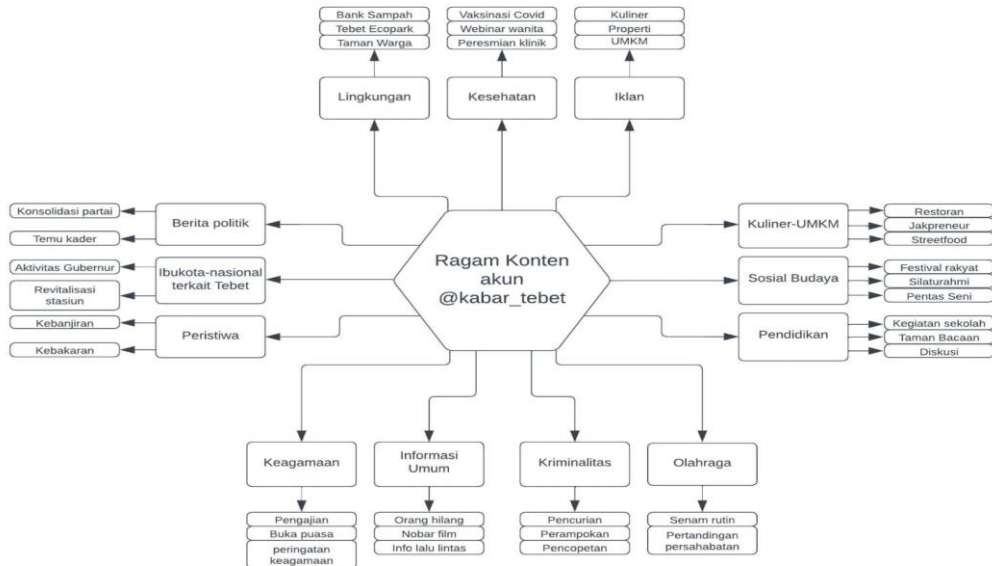 Bank Sampah
Tebet Ecopark
Taman Warga
Vaksinasi Covid
Webinar wanita
Peresmian klinik
Kuliner
Properti
UMKM
Lingkungan
Kesehatan
Iklan
Konsolidasi partai
Temu kader
Berita politik
Aktivitas Gubernur
Revitalisasi
stasiun
Ibukota-nasional
terkait Tebet
Kebanjiran
Kebakaran
Peristiwa
Ragam Konten
akun
@kabar_tebet
Kuliner-UMKM
Restoran
Jakpreneur
Streetfood
Sosial Budaya
Festival rakyat
Silaturahmi
Pentas Seni
Pendidikan
Kegiatan sekolah
Taman Bacaan
Diskusi
Keagamaan
Informasi
Umum
Kriminalitas
Olahraga
Pengajian
Buka puasa
peringatan
keagamaan
Orang hilang
Nobar film
Info lalu lintas
Pencurian
Perampokan
Pencopetan
Senam rutin
Pertandingan
persahabatan